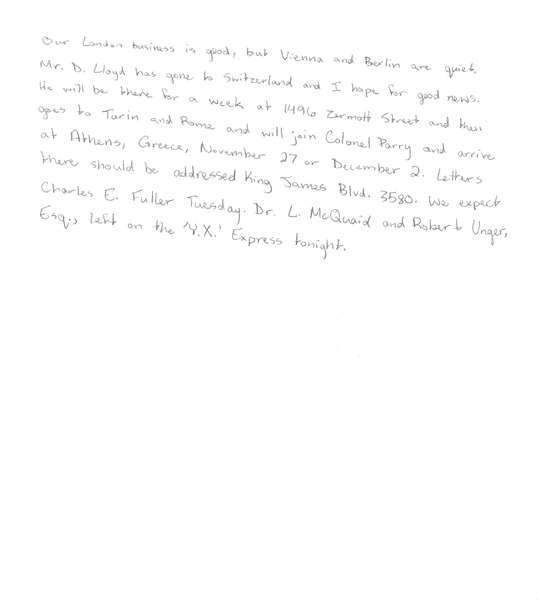 Our London business is good, but Vienna and Berlin are quiet.
Mr. D. Lloyd has gone to Switzerland and I hope for good news.
He will be there for a week at 1496 Zermott Street and then
goes to Turin and Rome and will join Colonel Parry and arrive
at Athens, Greece, November 27 or December 2. Letters
there should be addressed King James Blvd. 3580. We expect
Charles E. Fuller Tuesday. Dr. L. McQuaid and Robert Unger,
Esq., left on the 'Y.X.' Express tonight.